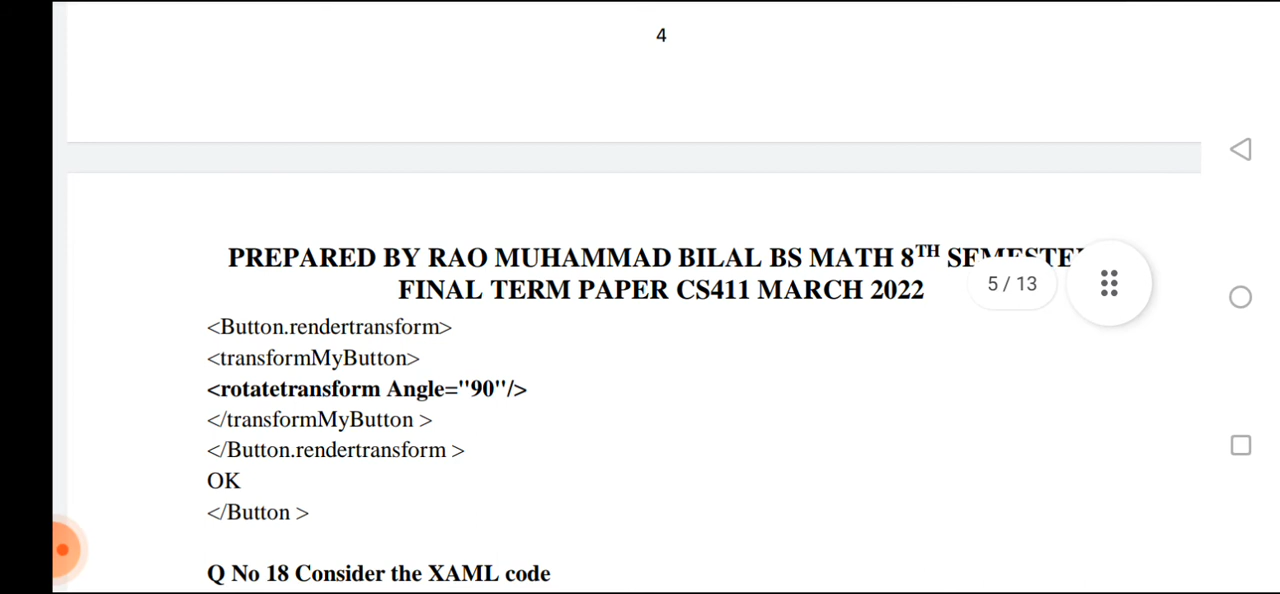 4
PREPARED BY RAO MUHAMMAD BILAL BS MATH 8TH
FINAL TERM PAPER CS411 MARCH 2022
5 / 13
<Button.rendertransform>
<transformMyButton>
<rotatetransform Angle="90"/>
</transformMyButton >
</Button.rendertransform >
OK
</Button >
Q No 18 Consider the XAML code